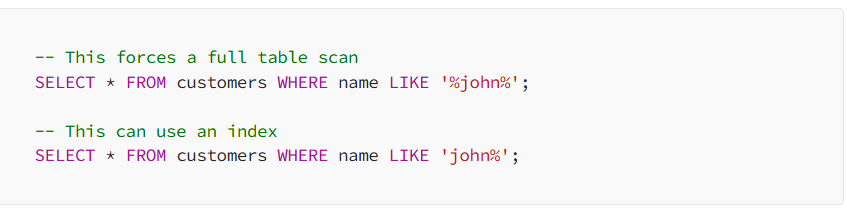 -- This forces a full table scan
SELECT * FROM customers WHERE name LIKE '%john%';
-- This can use an index
SELECT * FROM customers WHERE name LIKE 'john%';